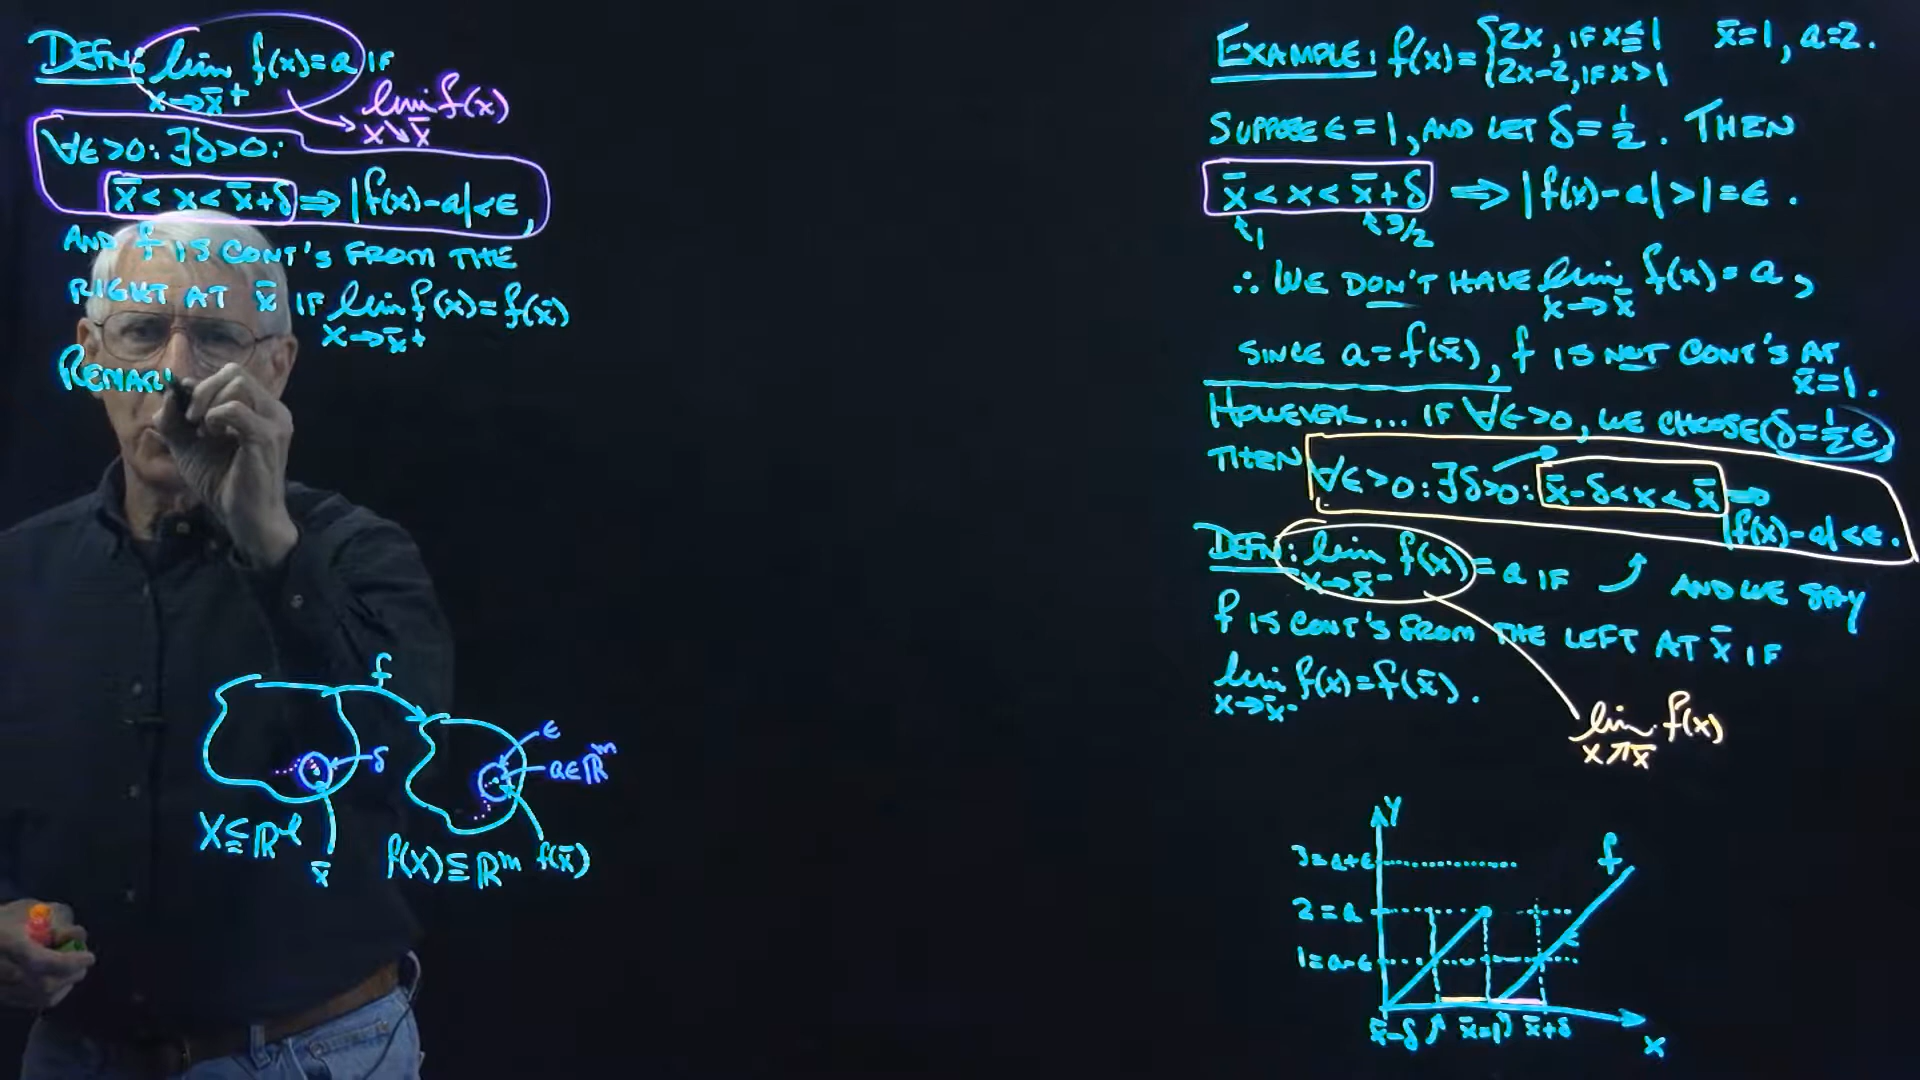 DEFN: lim f(x)=a IF
x→x̄⁺
lim f(x)
x↘x̄
∀ϵ>0:∃δ>0:
x̄<x<x̄+δ ⇒ |f(x)-a|<ϵ,
AND f IS CONT'S FROM THE
RIGHT AT x̄ IF lim f(x)=f(x̄)
x→x̄⁺
REMAR
f
δ
ϵ
a∈ℝᵐ
X⊆ℝˡ
x̄
f(X)⊆ℝᵐ f(x̄)
EXAMPLE: f(x)={2x, IF x≤1 x̄=1, a=2.
2x-2, IF x>1
SUPPOSE ϵ=1, AND LET δ=½. THEN
x̄<x<x̄+δ ⇒ |f(x)-a|>1=ϵ.
1 3/2
∴ WE DON'T HAVE lim f(x)=a,
x→x̄
SINCE a=f(x̄), f IS NOT CONT'S AT
x̄=1.
HOWEVER... IF ∀ϵ>0, WE CHOOSE δ=½ϵ,
THEN ∀ϵ>0:∃δ>0: x̄-δ<x<x̄ ⇒
|f(x)-a|<ϵ.
DEFN: lim f(x)=a IF AND WE SAY
x→x̄⁻
f IS CONT'S FROM THE LEFT AT x̄ IF
lim f(x)=f(x̄).
x→x̄⁻
lim f(x)
x↗x̄
Y
3=a+ϵ
f
2=a
1=a-ϵ
x̄-δ x̄=1 x̄+δ
x